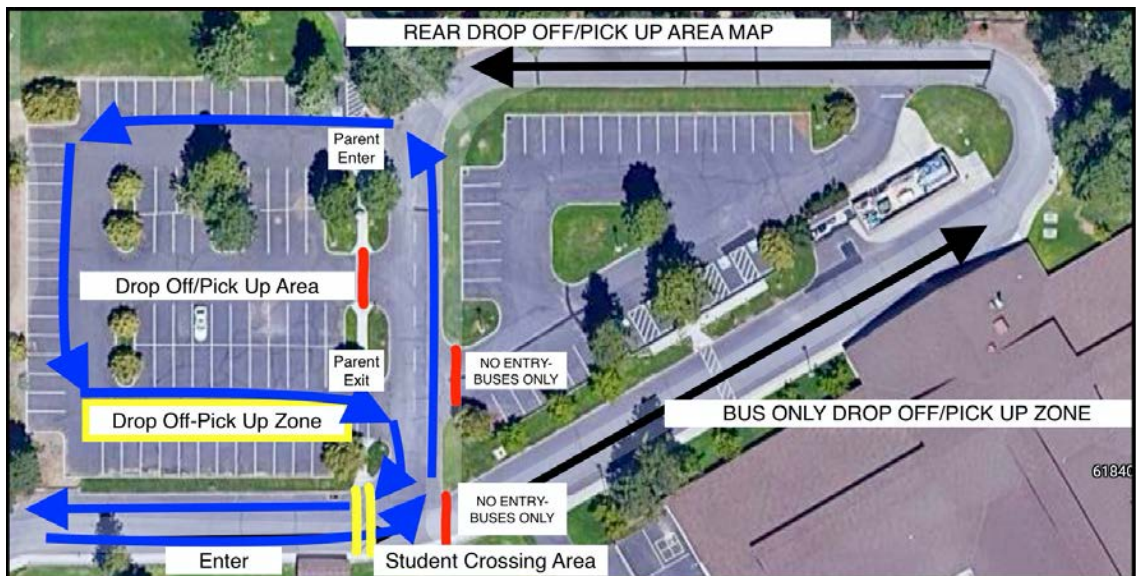 REAR DROP OFF/PICK UP AREA MAP
Parent
Enter
Drop Off/Pick Up Area
Parent
Exit
NO ENTRY-
BUSES ONLY
Drop Off-Pick Up Zone
BUS ONLY DROP OFF/PICK UP ZONE
61840
NO ENTRY-
BUSES ONLY
Enter
Student Crossing Area